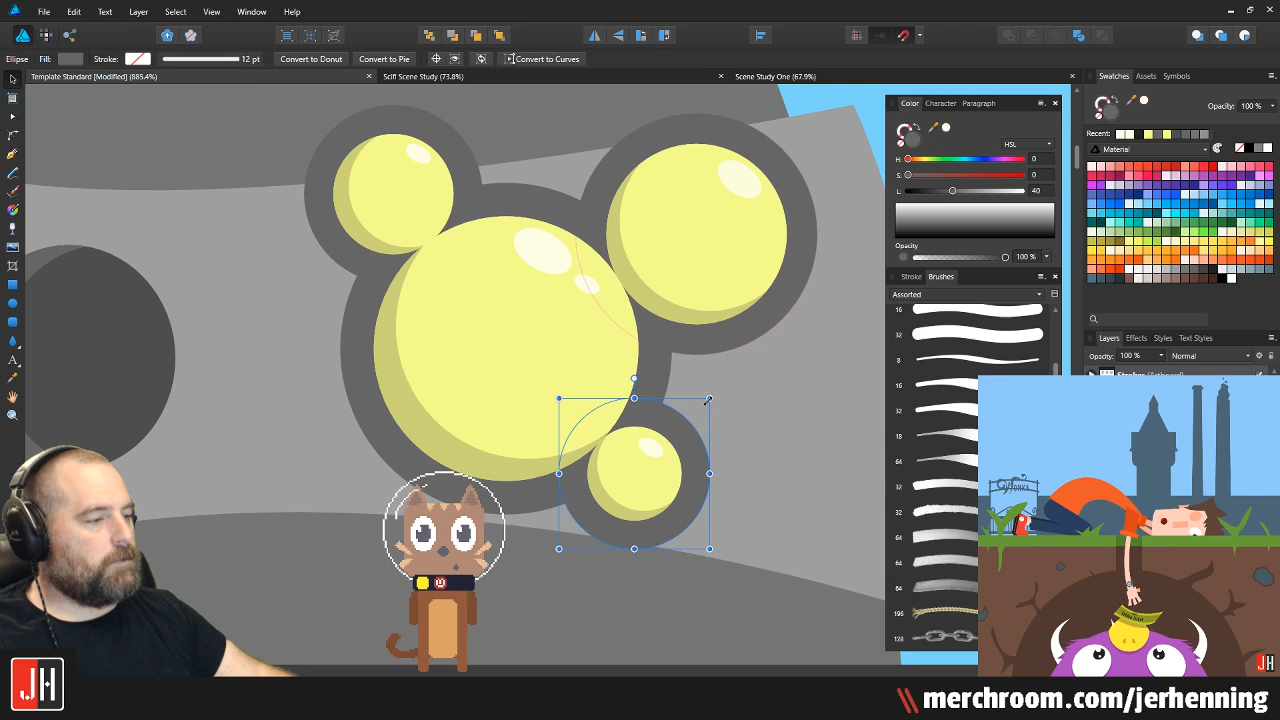 File Edit Text Layer Select View Window Help
Ellipse Fill: Stroke: 12 pt Convert to Donut Convert to Pie Convert to Curves
Template Standard [Modified] (885.4%) × Scifi Scene Study (73.8%) × Scene Study One (67.9%) ×
Swatches Assets Symbols
Color Character Paragraph
Opacity: 100 %
Recent:
HSL
Material
H: 0
S: 0
L: 40
Opacity
100 %
Stroke Brushes
Assorted
16
32
8
16
32
18
64
32
32
64
64
64
196
128
Layers Effects Styles Text Styles
Opacity: 100 % Normal
JH
JH
merchroom.com/jerhenning